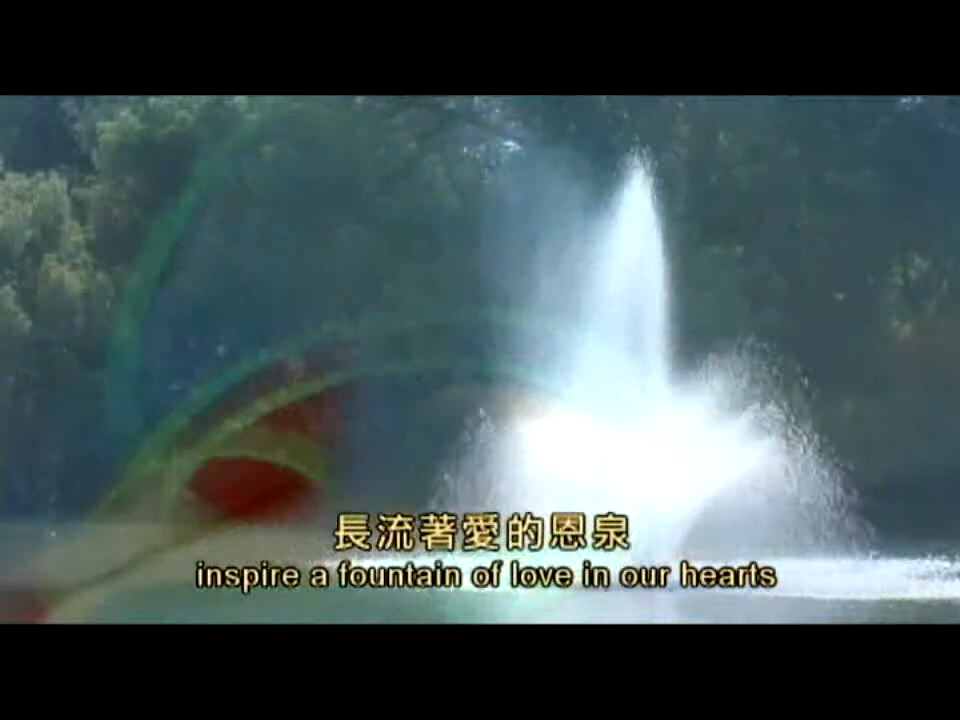 長流著愛的恩泉
inspire a fountain of love in our hearts